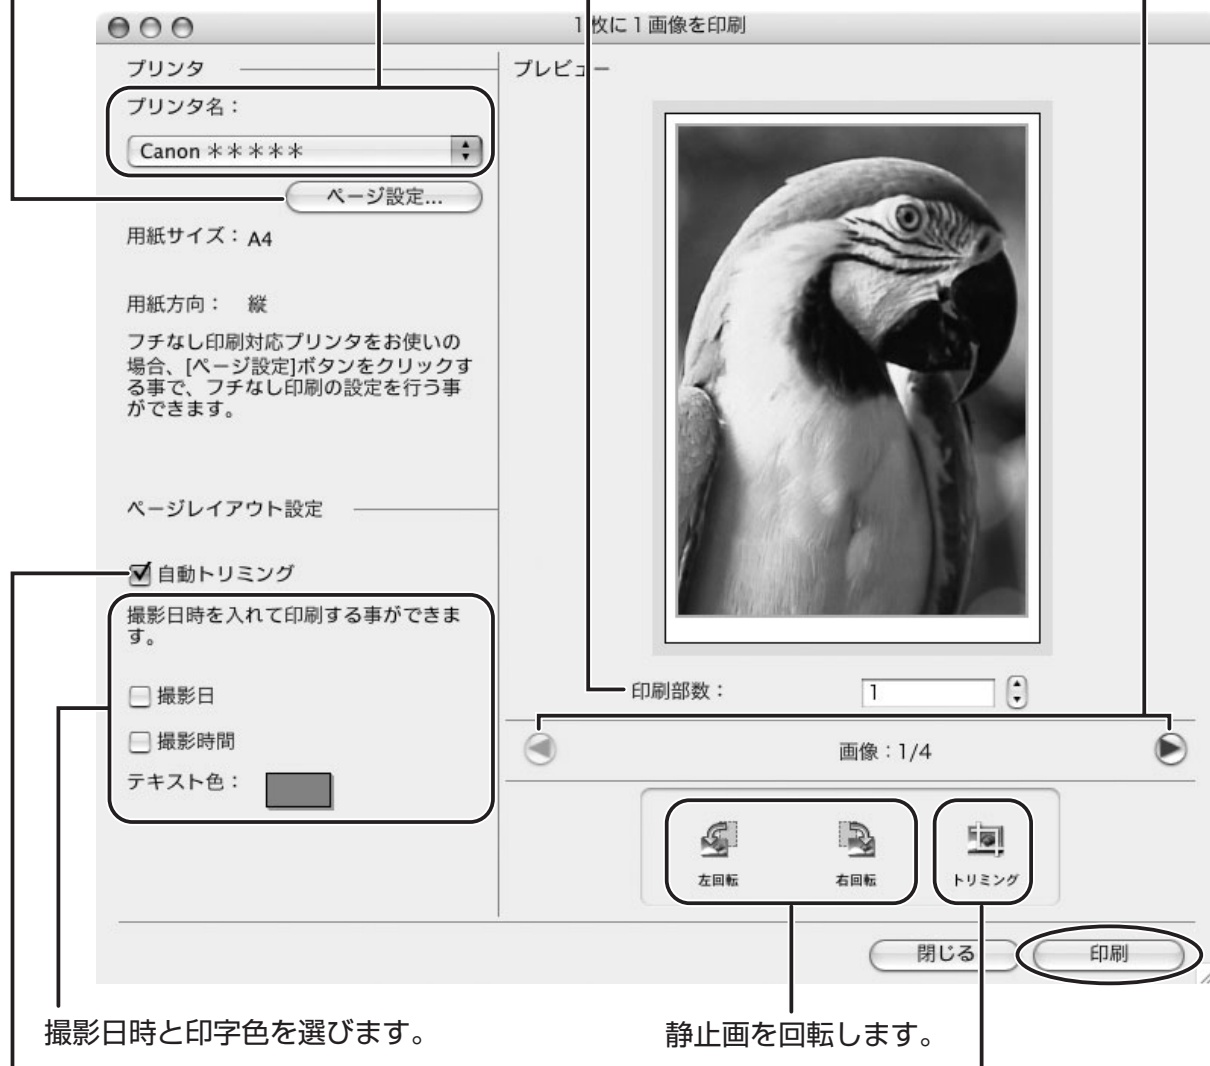 1枚に1画像を印刷
プリンタ
プリンタ名：
Canon ＊＊＊＊＊
ページ設定...
用紙サイズ：A4
用紙方向： 縦
フチなし印刷対応プリンタをお使いの
場合、[ページ設定]ボタンをクリックす
る事で、フチなし印刷の設定を行う事
ができます。
ページレイアウト設定
自動トリミング
撮影日時を入れて印刷する事ができま
す。
撮影日
撮影時間
テキスト色：
プレビュー
印刷部数： 1
画像：1/4
左回転 右回転 トリミング
閉じる 印刷
撮影日時と印字色を選びます。
静止画を回転します。